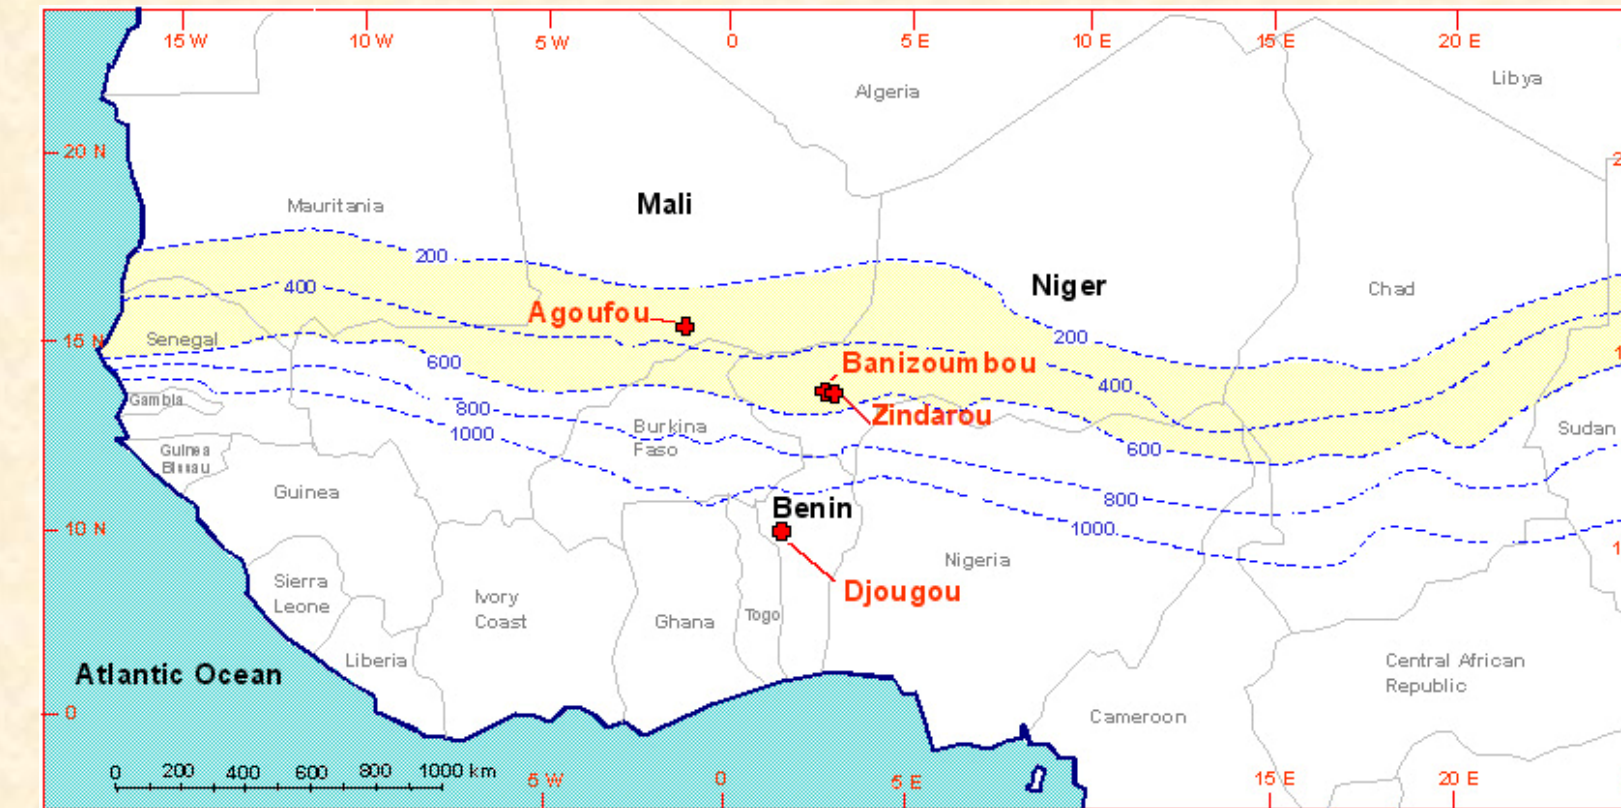 15 W 10 W 5 W 0 5 E 10 E 15 E 20 E
Libya
Algeria
20 N
Mali
Mauritania
200
Niger
400
Chad
Agoufou
200
15 N
Senegal
600
Banizoumbou
400
Gambia
800
Zindarou
1000
Burkina
Faso
Sudan
Guinea
Bissau
600
Guinea
800
Benin
1000
10 N
Nigeria
Sierra
Leone
Ivory
Coast
Djougou
Ghana
Togo
Liberia
Central African
Republic
Atlantic Ocean
0
Cameroon
0 200 400 600 800 1000 km
5 W 0 5 E 15 E 20 E